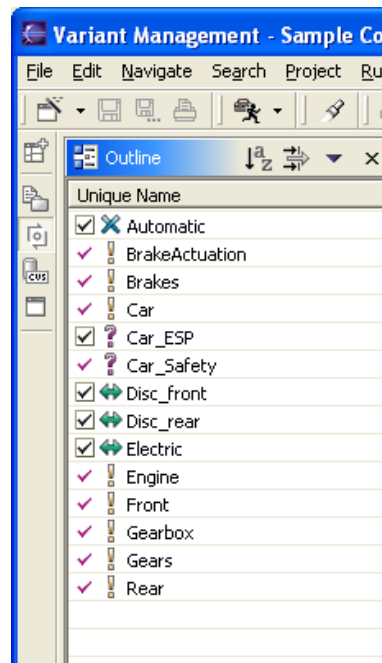 Variant Management - Sample Co
File Edit Navigate Search Project Ru
Outline
Unique Name
Automatic
BrakeActuation
Brakes
Car
Car_ESP
Car_Safety
Disc_front
Disc_rear
Electric
Engine
Front
Gearbox
Gears
Rear